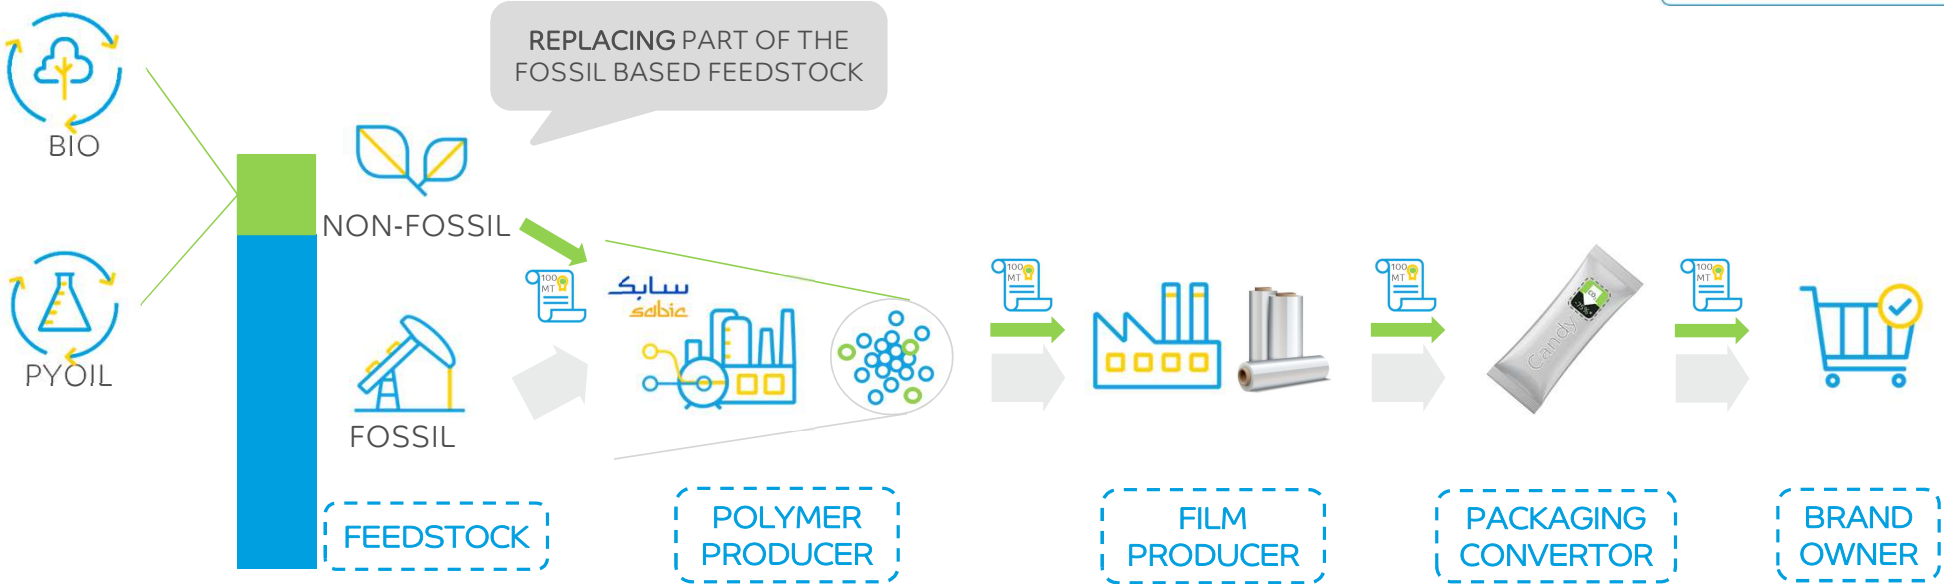 REPLACING PART OF THE
FOSSIL BASED FEEDSTOCK
BIO
NON-FOSSIL
PYOIL
FOSSIL
100
MT
سابك
sabic
100
MT
100
MT
Candy
CO₂
100
MT
FEEDSTOCK
POLYMER
PRODUCER
FILM
PRODUCER
PACKAGING
CONVERTOR
BRAND
OWNER